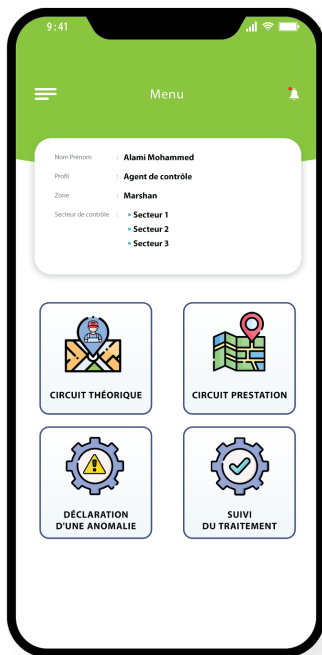 9:41
Menu
Nom Prénom : Alami Mohammed
Profil : Agent de contrôle
Zone : Marshan
Secteur de contrôle : • Secteur 1
• Secteur 2
• Secteur 3
CIRCUIT THÉORIQUE
CIRCUIT PRESTATION
DÉCLARATION
D'UNE ANOMALIE
SUIVI
DU TRAITEMENT